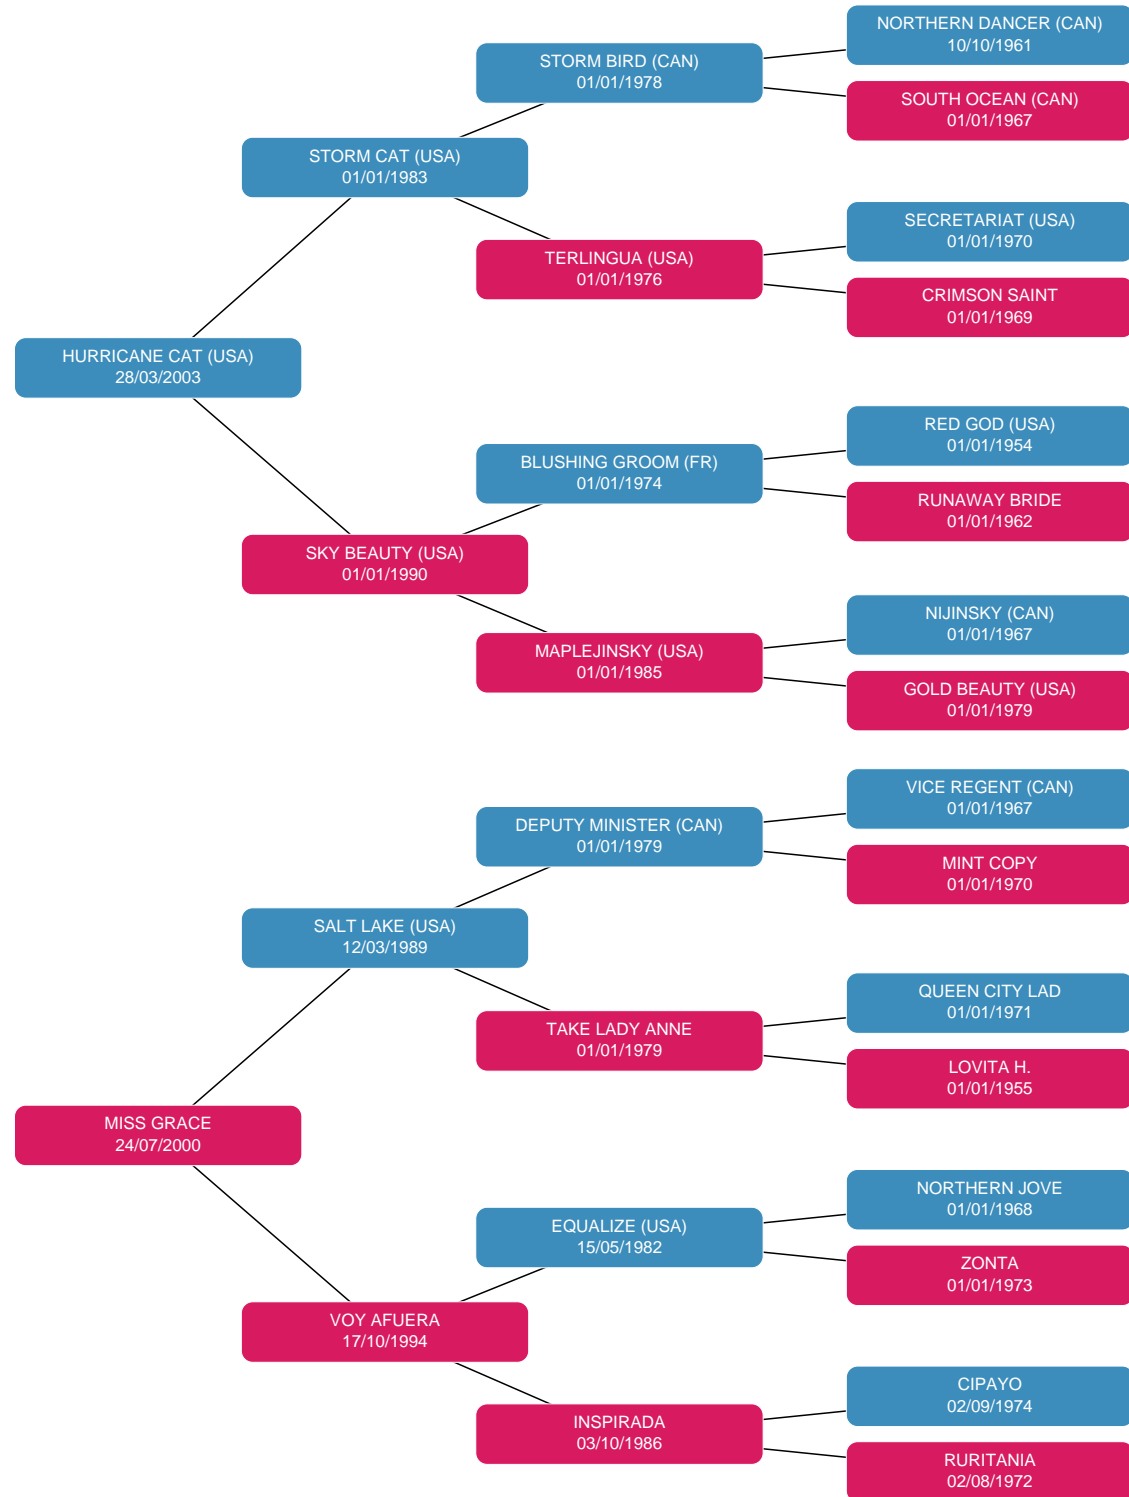 NORTHERN DANCER (CAN)
10/10/1961
STORM BIRD (CAN)
01/01/1978
SOUTH OCEAN (CAN)
01/01/1967
STORM CAT (USA)
01/01/1983
SECRETARIAT (USA)
01/01/1970
TERLINGUA (USA)
01/01/1976
CRIMSON SAINT
01/01/1969
HURRICANE CAT (USA)
28/03/2003
RED GOD (USA)
01/01/1954
BLUSHING GROOM (FR)
01/01/1974
RUNAWAY BRIDE
01/01/1962
SKY BEAUTY (USA)
01/01/1990
NIJINSKY (CAN)
01/01/1967
MAPLEJINSKY (USA)
01/01/1985
GOLD BEAUTY (USA)
01/01/1979
VICE REGENT (CAN)
01/01/1967
DEPUTY MINISTER (CAN)
01/01/1979
MINT COPY
01/01/1970
SALT LAKE (USA)
12/03/1989
QUEEN CITY LAD
01/01/1971
TAKE LADY ANNE
01/01/1979
LOVITA H.
01/01/1955
MISS GRACE
24/07/2000
NORTHERN JOVE
01/01/1968
EQUALIZE (USA)
15/05/1982
ZONTA
01/01/1973
VOY AFUERA
17/10/1994
CIPAYO
02/09/1974
INSPIRADA
03/10/1986
RURITANIA
02/08/1972